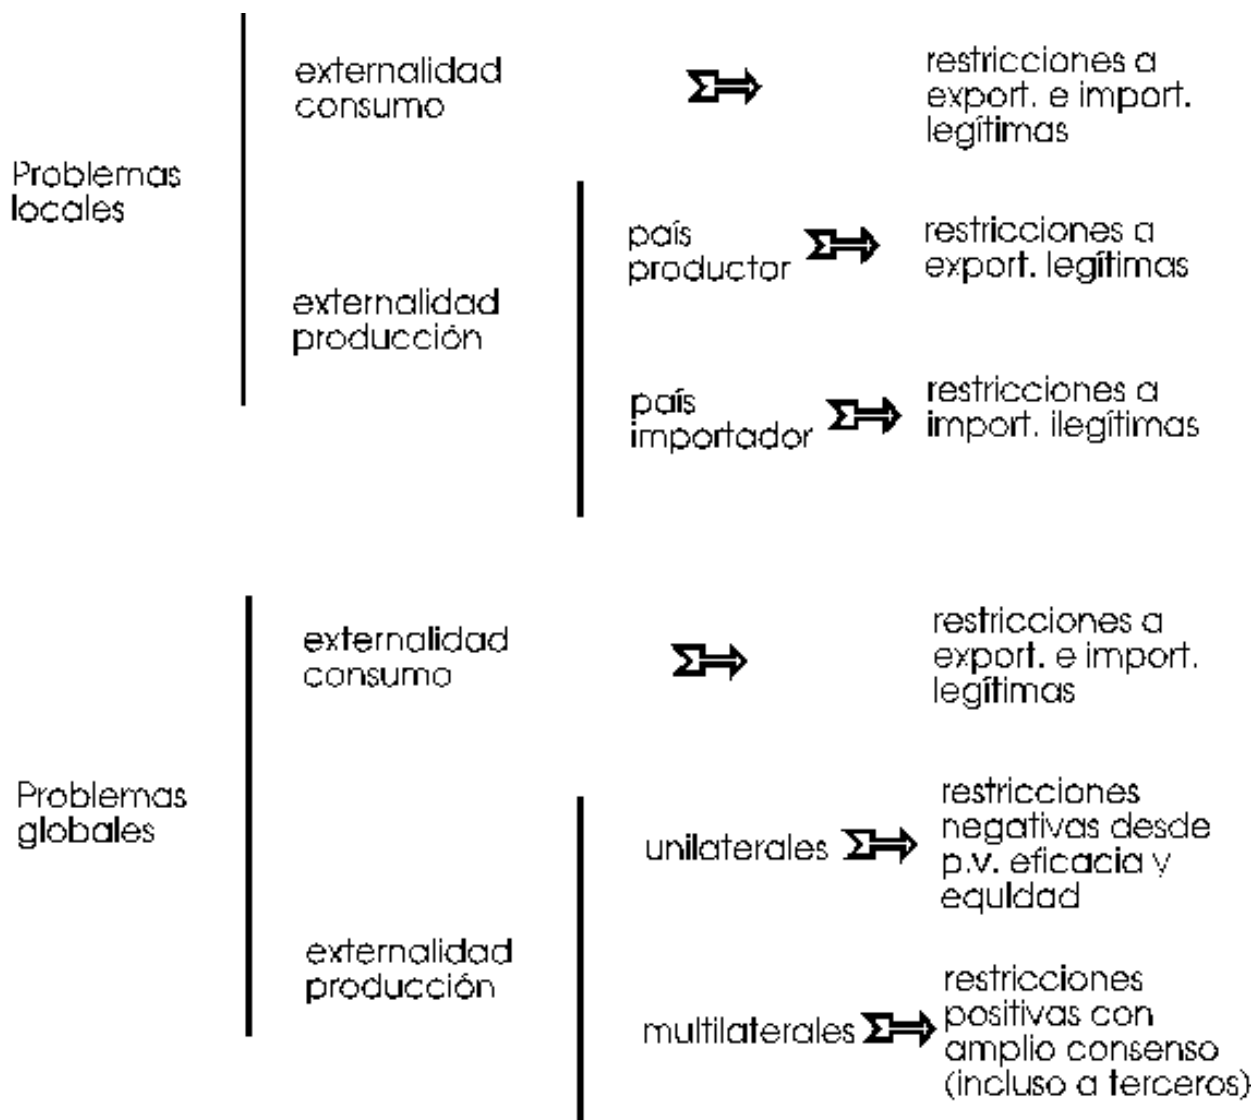 Problemas
locales
externalidad
consumo
restricciones a
export. e import.
legítimas
externalidad
producción
país
productor
restricciones a
export. legítimas
país
importador
restricciones a
import. ilegítimas
Problemas
globales
externalidad
consumo
restricciones a
export. e import.
legítimas
externalidad
producción
unilaterales
restricciones
negativas desde
p.v. eficacia y
equidad
multilaterales
restricciones
positivas con
amplio consenso
(incluso a terceros)